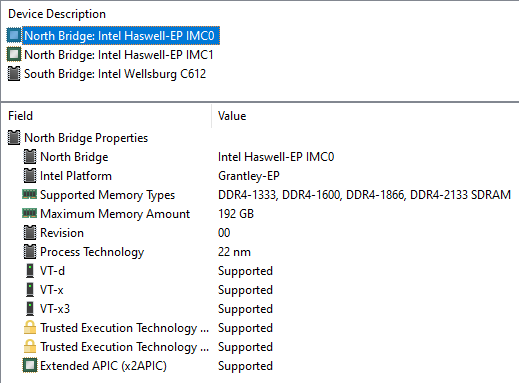 Device Description
North Bridge: Intel Haswell-EP IMC0
North Bridge: Intel Haswell-EP IMC1
South Bridge: Intel Wellsburg C612
Field Value
North Bridge Properties
North Bridge Intel Haswell-EP IMC0
Intel Platform Grantley-EP
Supported Memory Types DDR4-1333, DDR4-1600, DDR4-1866, DDR4-2133 SDRAM
Maximum Memory Amount 192 GB
Revision 00
Process Technology 22 nm
VT-d Supported
VT-x Supported
VT-x3 Supported
Trusted Execution Technology ... Supported
Trusted Execution Technology ... Supported
Extended APIC (x2APIC) Supported